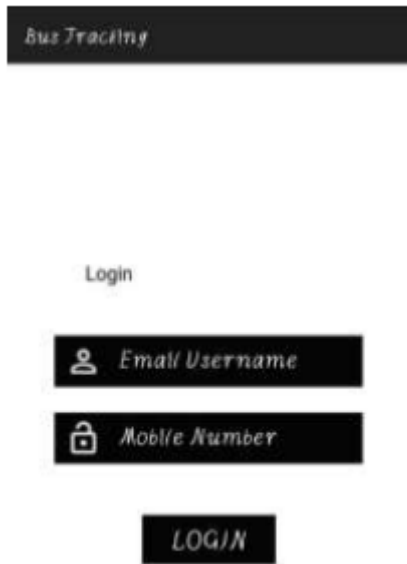 Bus Tracking
Login
Email/Username
Mobile Number
LOGIN